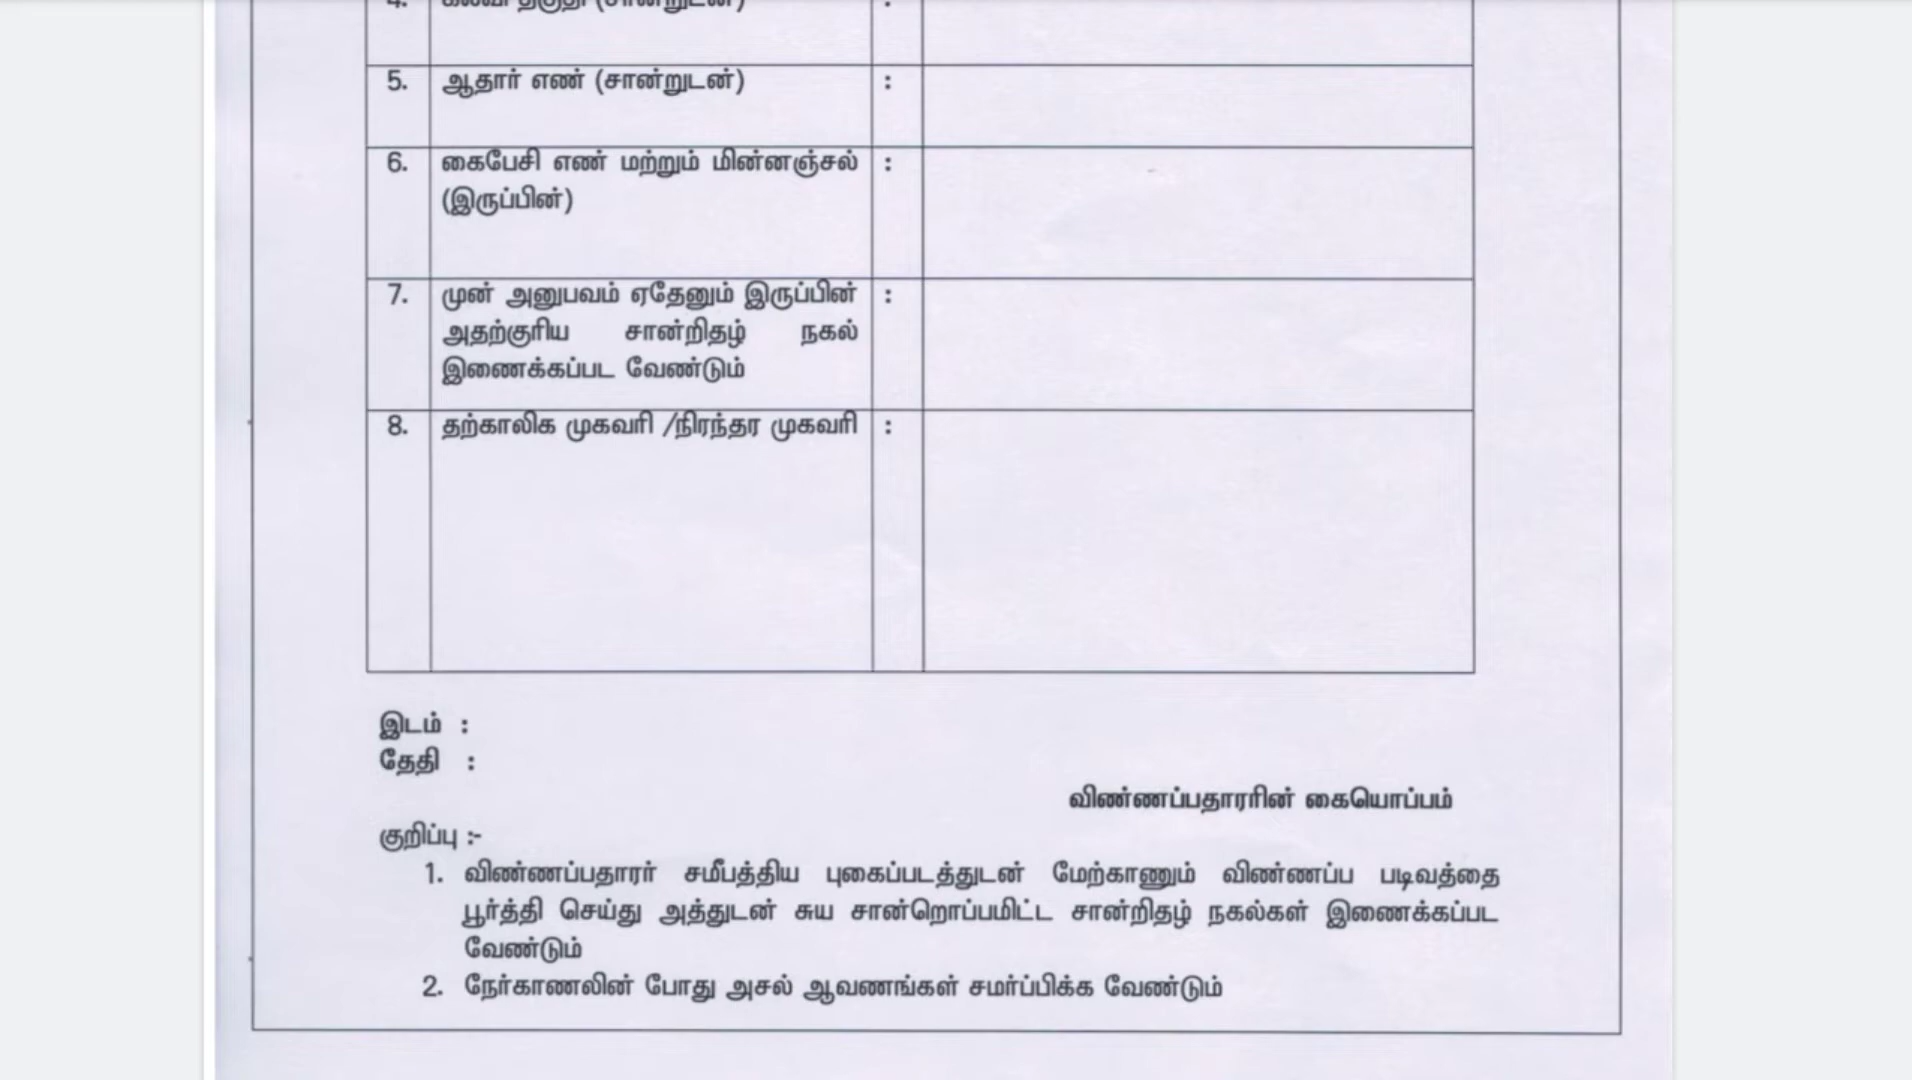 4. கல்வி தகுதி (சான்றுடன்) :
5. ஆதார் எண் (சான்றுடன்) :
6. கைபேசி எண் மற்றும் மின்னஞ்சல் :
(இருப்பின்)
7. முன் அனுபவம் ஏதேனும் இருப்பின் :
அதற்குரிய சான்றிதழ் நகல்
இணைக்கப்பட வேண்டும்
8. தற்காலிக முகவரி /நிரந்தர முகவரி :
இடம் :
தேதி :
விண்ணப்பதாரரின் கையொப்பம்
குறிப்பு :-
1. விண்ணப்பதாரர் சமீபத்திய புகைப்படத்துடன் மேற்காணும் விண்ணப்ப படிவத்தை
பூர்த்தி செய்து அத்துடன் சுய சான்றொப்பமிட்ட சான்றிதழ் நகல்கள் இணைக்கப்பட
வேண்டும்
2. நேர்காணலின் போது அசல் ஆவணங்கள் சமர்ப்பிக்க வேண்டும்